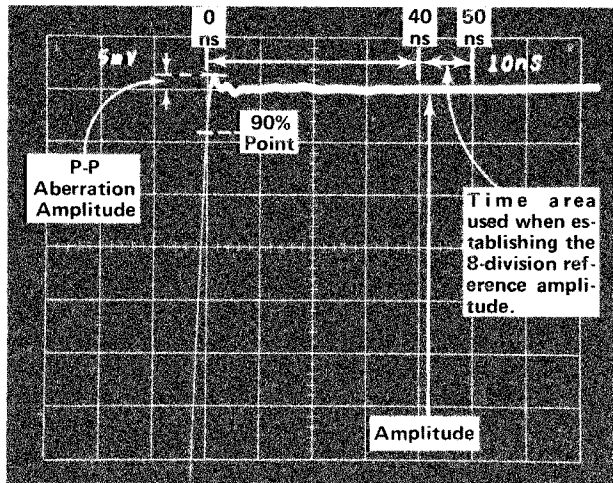 0
ns
40
ns
50
ns
5mV
10nS
90%
Point
P-P
Aberration
Amplitude
Time area
used when es-
tablishing the
8-division ref-
erence ampli-
tude.
Amplitude